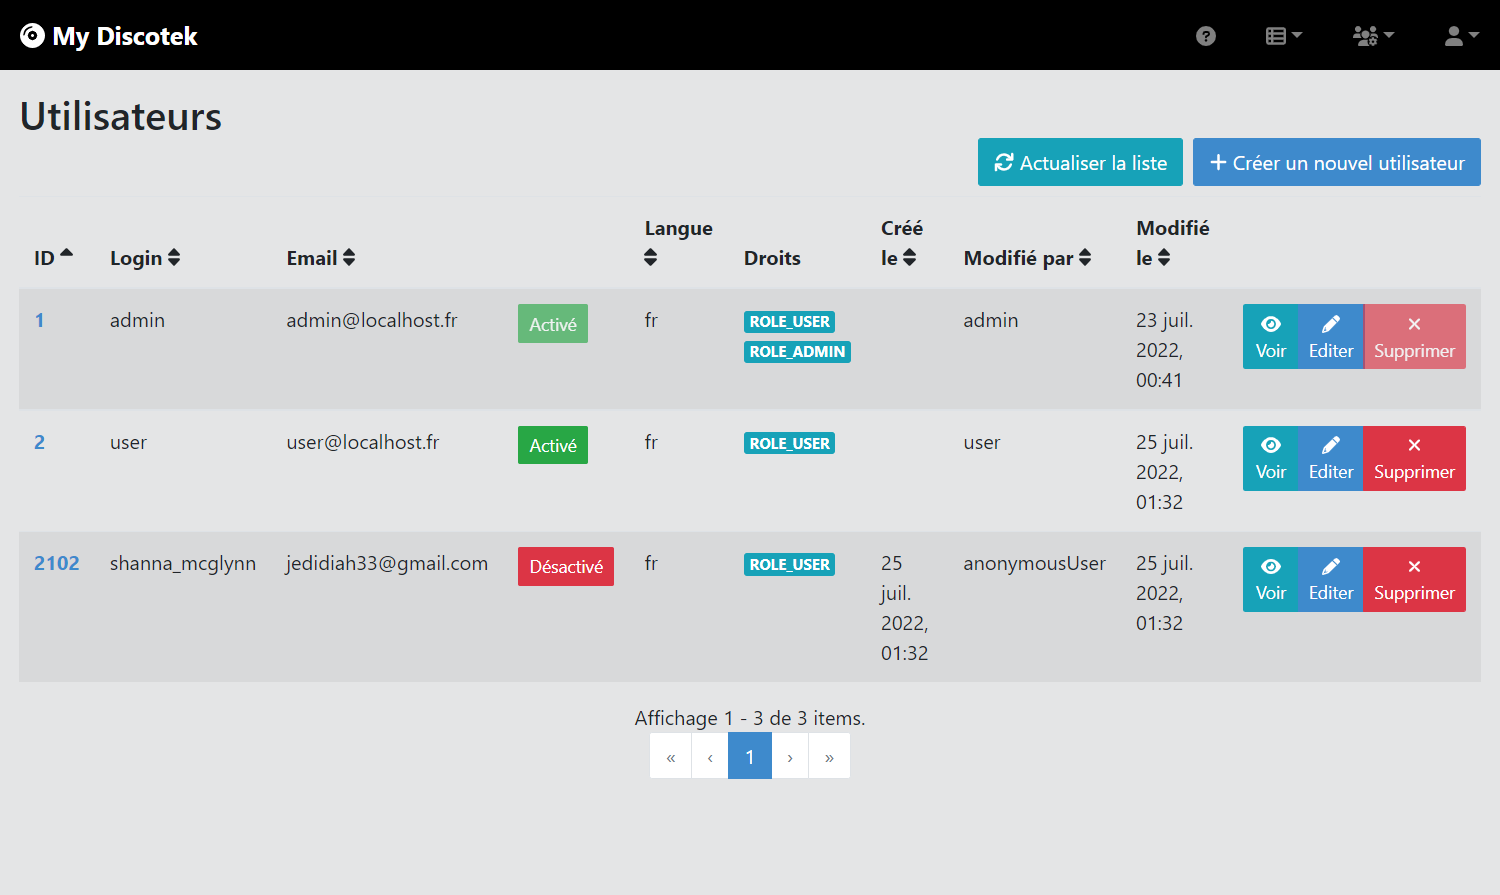 My Discotek
Utilisateurs
Actualiser la liste
Créer un nouvel utilisateur
ID Login Email Langue Droits Créé le Modifié par Modifié le
1 admin admin@localhost.fr Activé fr ROLE_USER admin 23 juil. Voir Editer Supprimer
ROLE_ADMIN 2022,
00:41
2 user user@localhost.fr Activé fr ROLE_USER user 25 juil. Voir Editer Supprimer
2022,
01:32
2102 shanna_mcglynn jedidiah33@gmail.com Désactivé fr ROLE_USER 25 anonymousUser 25 juil. Voir Editer Supprimer
juil. 2022,
2022, 01:32
01:32
Affichage 1 - 3 de 3 items.
« ‹ 1 › »